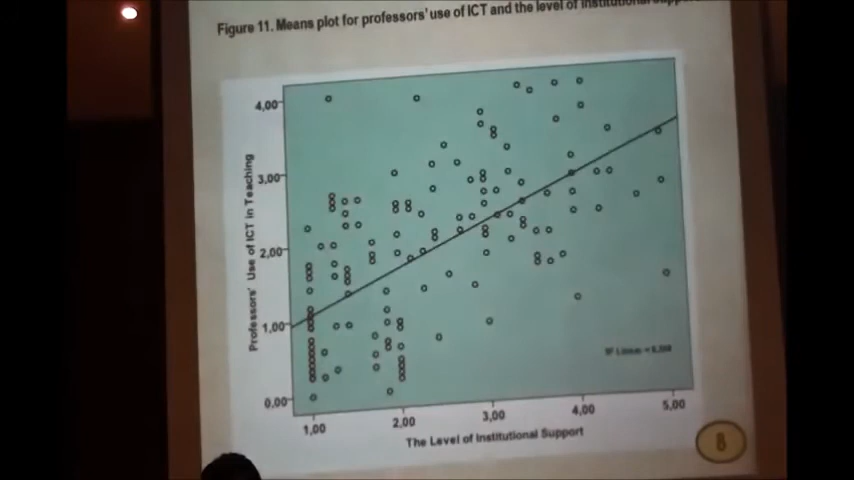 Figure 11. Means plot for professors' use of ICT and the level of Institutional
4,00
3,00
2,00
1,00
0,00
Professors' Use of ICT in Teaching
1,00 2,00 3,00 4,00 5,00
The Level of Institutional Support
8